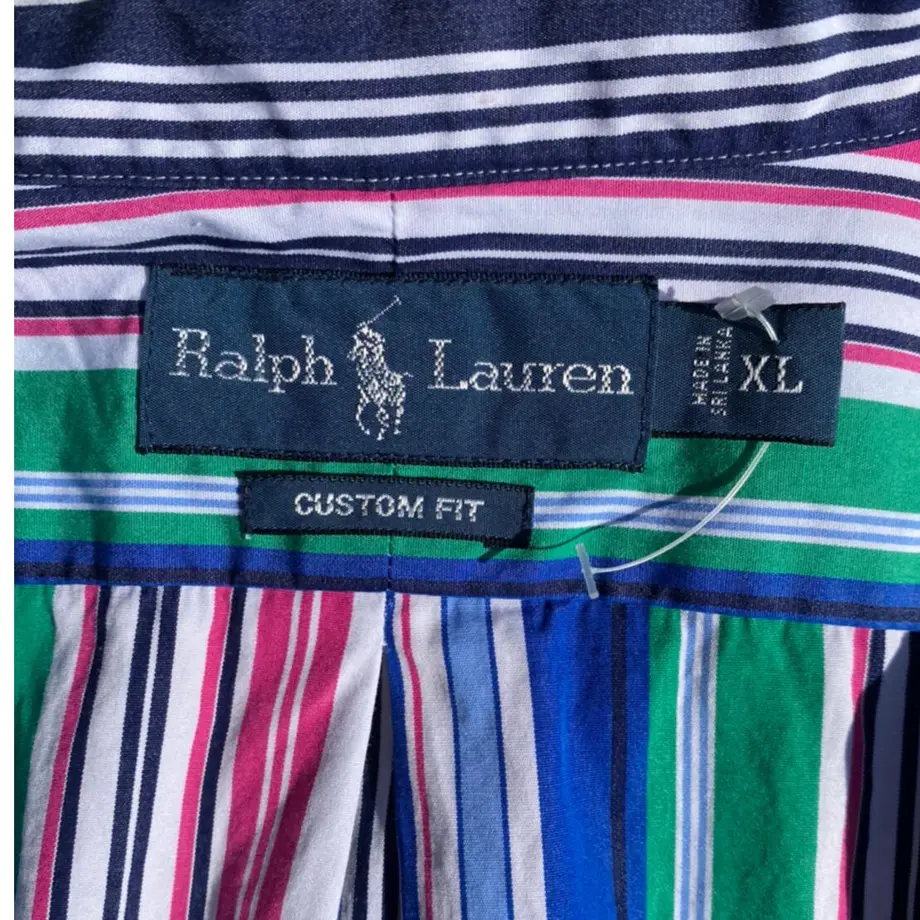 Ralph Lauren
MADE IN
SRI LANKA
XL
CUSTOM FIT